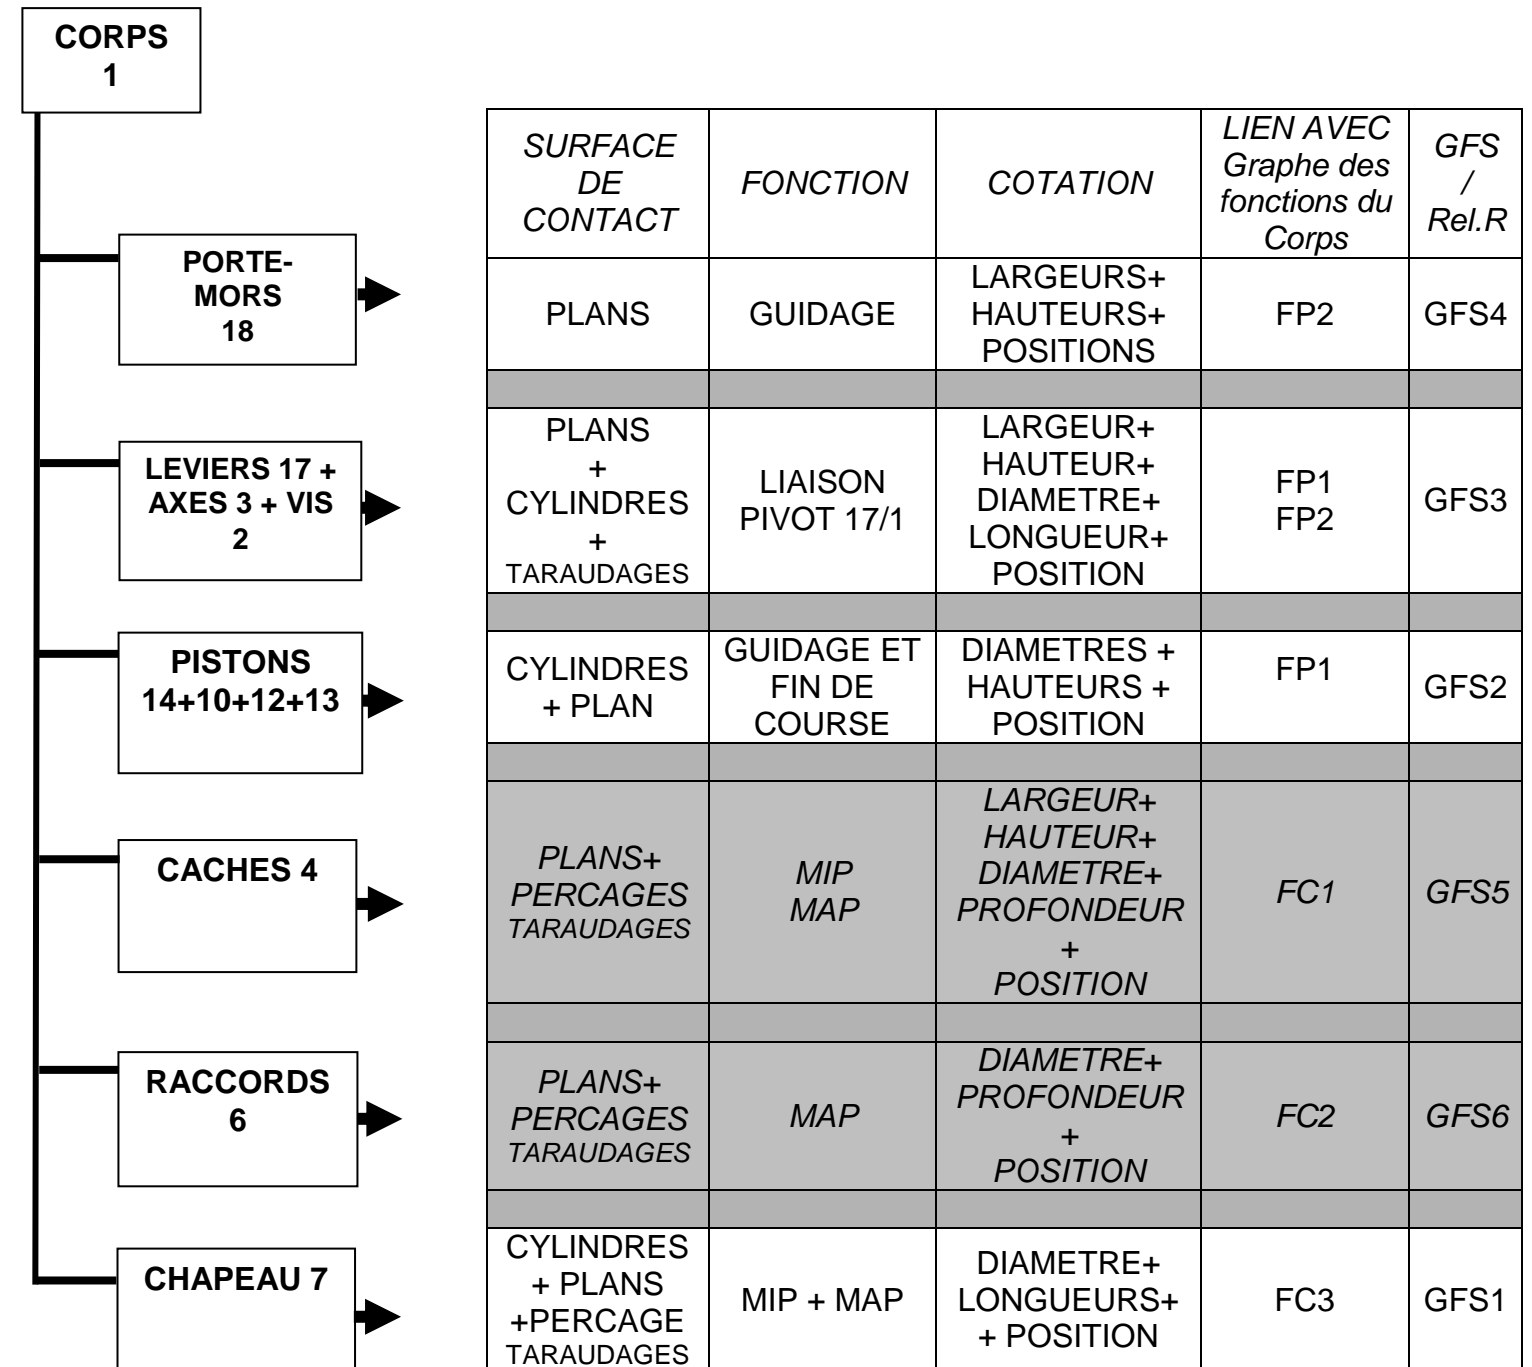 CORPS
1
SURFACE
DE
CONTACT
FONCTION
COTATION
LIEN AVEC
Graphe des
fonctions du
Corps
GFS
/
Rel.R
PORTE-
MORS
18
PLANS
GUIDAGE
LARGEURS+
HAUTEURS+
POSITIONS
FP2
GFS4
LEVIERS 17 +
AXES 3 + VIS
2
PLANS
+
CYLINDRES
+
TARAUDAGES
LIAISON
PIVOT 17/1
LARGEUR+
HAUTEUR+
DIAMETRE+
LONGUEUR+
POSITION
FP1
FP2
GFS3
PISTONS
14+10+12+13
CYLINDRES
+ PLAN
GUIDAGE ET
FIN DE
COURSE
DIAMETRES +
HAUTEURS +
POSITION
FP1
GFS2
CACHES 4
PLANS+
PERCAGES
TARAUDAGES
MIP
MAP
LARGEUR+
HAUTEUR+
DIAMETRE+
PROFONDEUR
+
POSITION
FC1
GFS5
RACCORDS
6
PLANS+
PERCAGES
TARAUDAGES
MAP
DIAMETRE+
PROFONDEUR
+
POSITION
FC2
GFS6
CHAPEAU 7
CYLINDRES
+ PLANS
+PERCAGE
TARAUDAGES
MIP + MAP
DIAMETRE+
LONGUEURS+
+ POSITION
FC3
GFS1